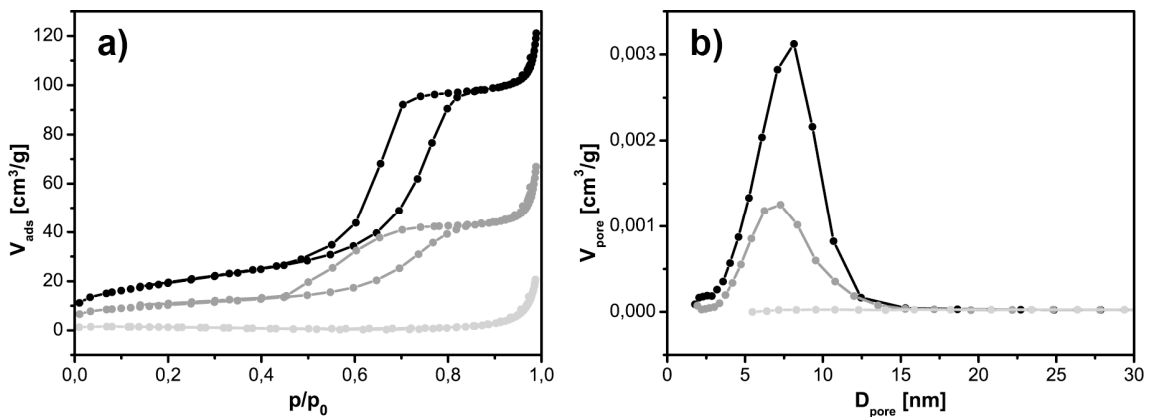 a)
120
100
80
60
40
20
0
V_ads [cm³/g]
0,0 0,2 0,4 0,6 0,8 1,0
p/p₀
b)
0,003
0,002
0,001
0,000
V_pore [cm³/g]
0 5 10 15 20 25 30
D_pore [nm]